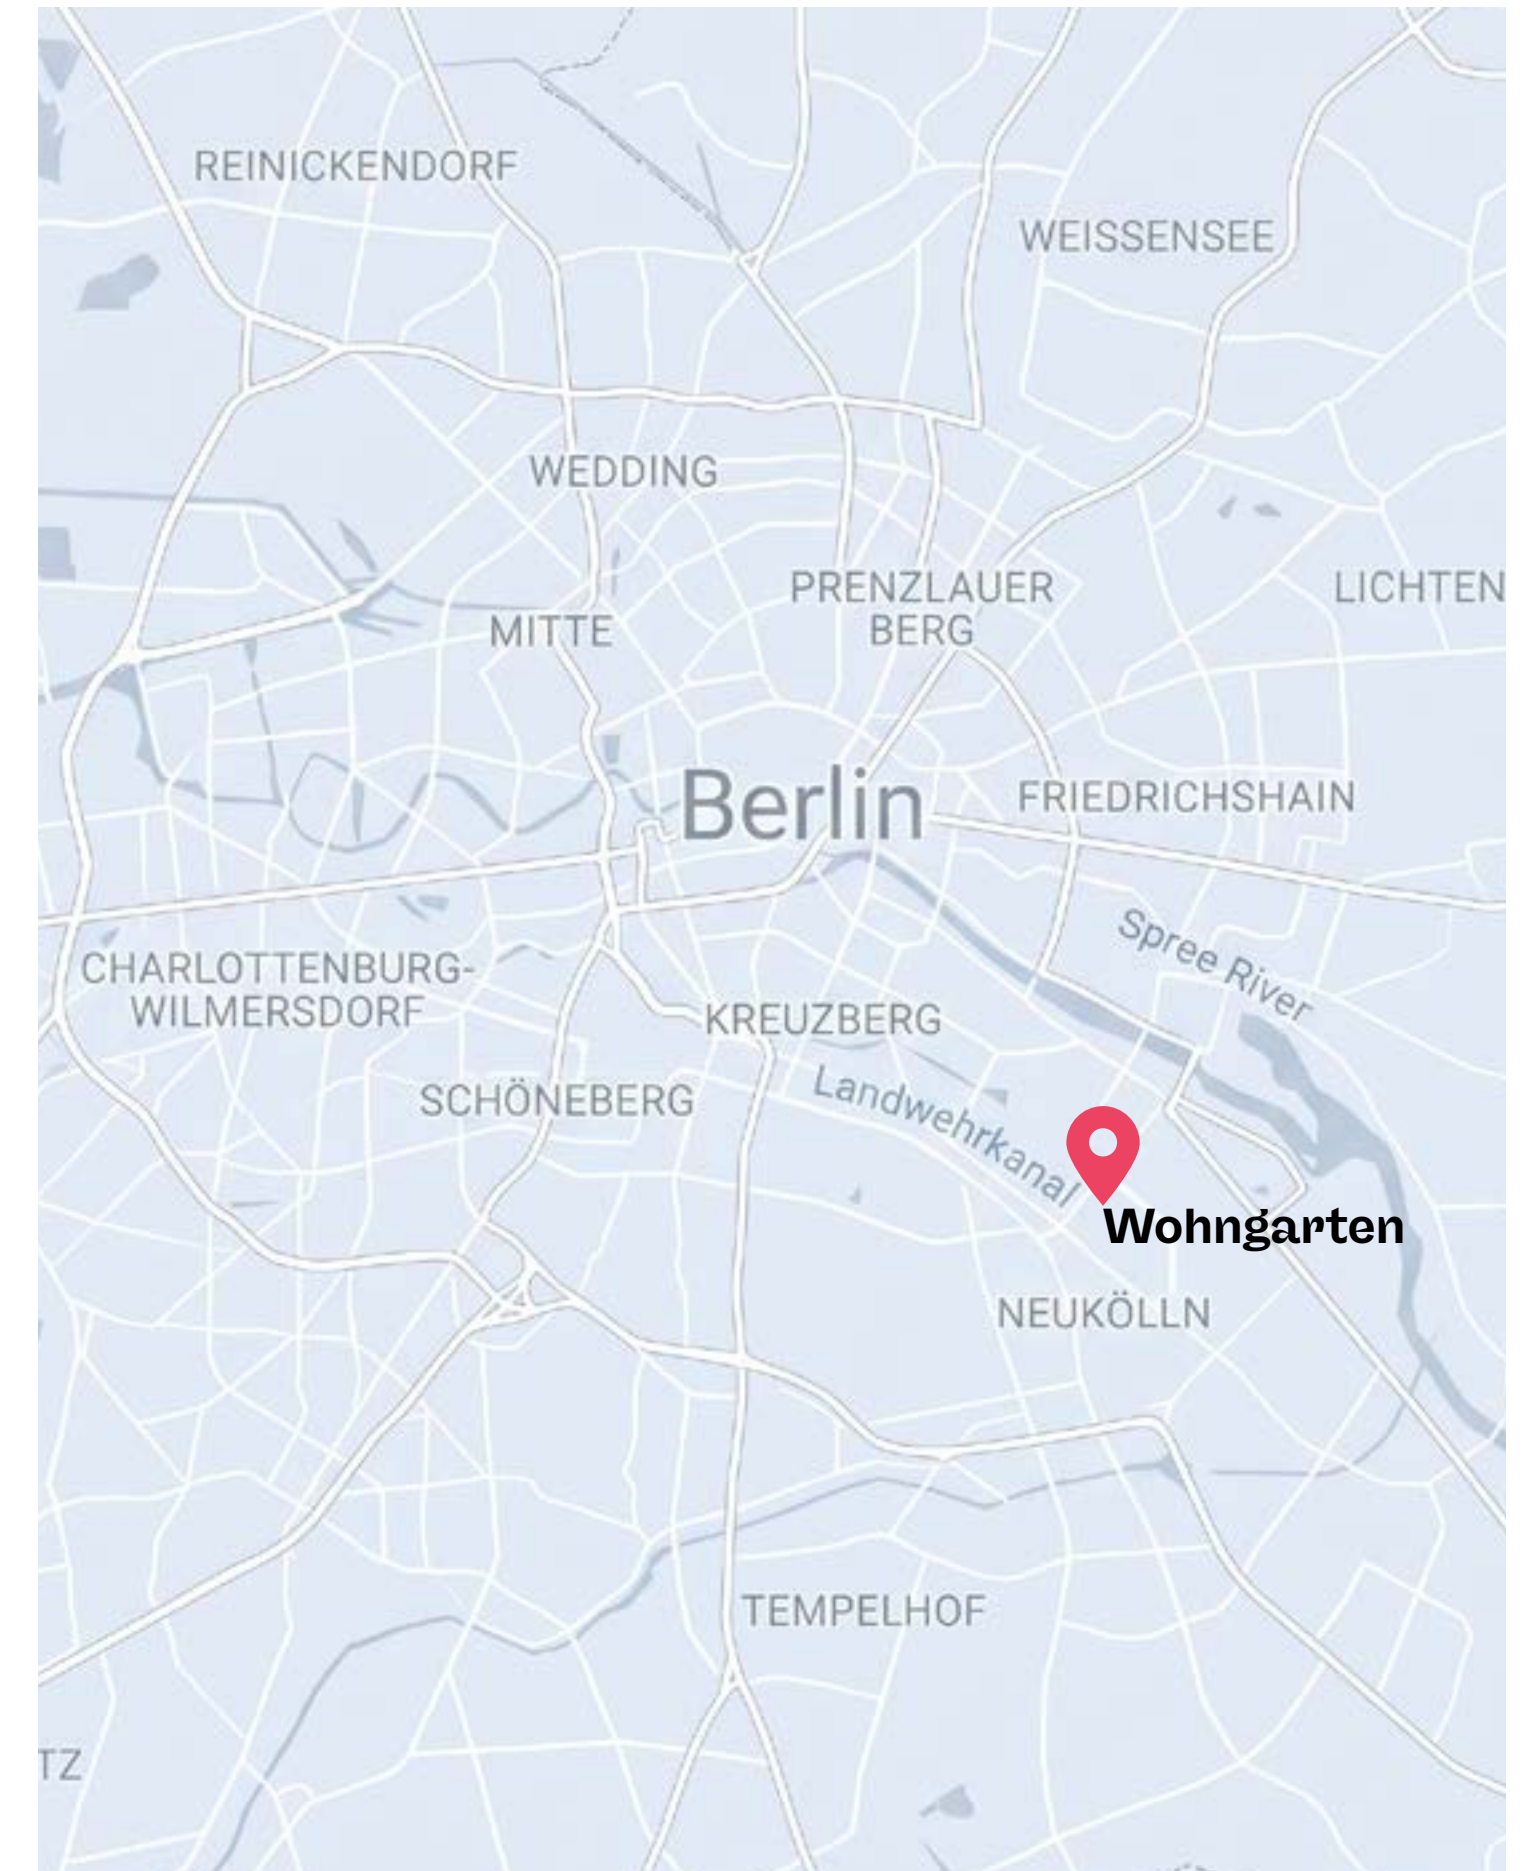 REINICKENDORF
WEISSENSEE
WEDDING
PRENZLAUER
BERG
LICHTEN
MITTE
Berlin
FRIEDRICHSHAIN
Spree River
CHARLOTTENBURG-
WILMERSDORF
KREUZBERG
SCHÖNEBERG
Landwehrkanal
Wohngarten
NEUKÖLLN
TEMPELHOF
TZ